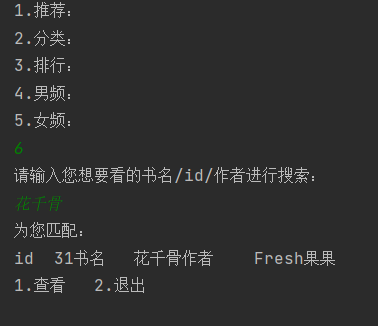 1.推荐：
2.分类：
3.排行：
4.男频：
5.女频：
6
请输入您想要看的书名/id/作者进行搜索：
花千骨
为您匹配：
id  31书名   花千骨作者    Fresh果果
1.查看   2.退出